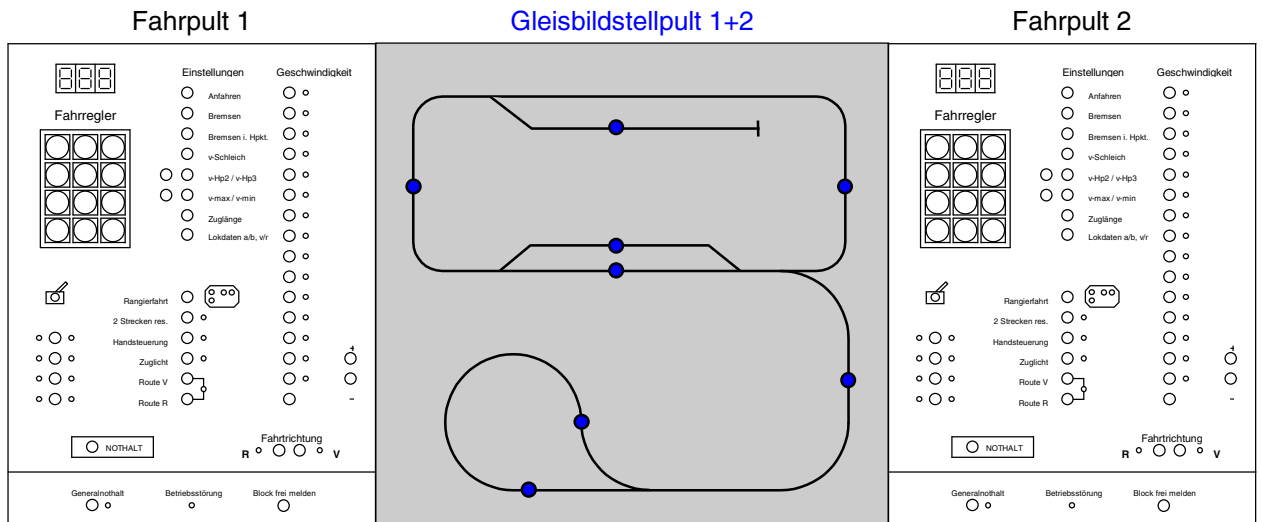 Fahrpult 1
Gleisbildstellpult 1+2
Fahrpult 2
Einstellungen
Geschwindigkeit
Anfahren
Fahrregler
Bremsen
Bremsen i. Hpkt.
v-Schleich
v-Hp2 / v-Hp3
v-max / v-min
Zuglänge
Lokdaten a/b, v/r
Rangierfahrt
2 Strecken res.
Handsteuerung
+
Zuglicht
Route V
Route R
-
NOTHALT
Fahrtrichtung
R
V
Generalnothalt
Betriebsstörung
Block frei melden
Einstellungen
Geschwindigkeit
Anfahren
Fahrregler
Bremsen
Bremsen i. Hpkt.
v-Schleich
v-Hp2 / v-Hp3
v-max / v-min
Zuglänge
Lokdaten a/b, v/r
Rangierfahrt
2 Strecken res.
Handsteuerung
+
Zuglicht
Route V
Route R
-
NOTHALT
Fahrtrichtung
R
V
Generalnothalt
Betriebsstörung
Block frei melden